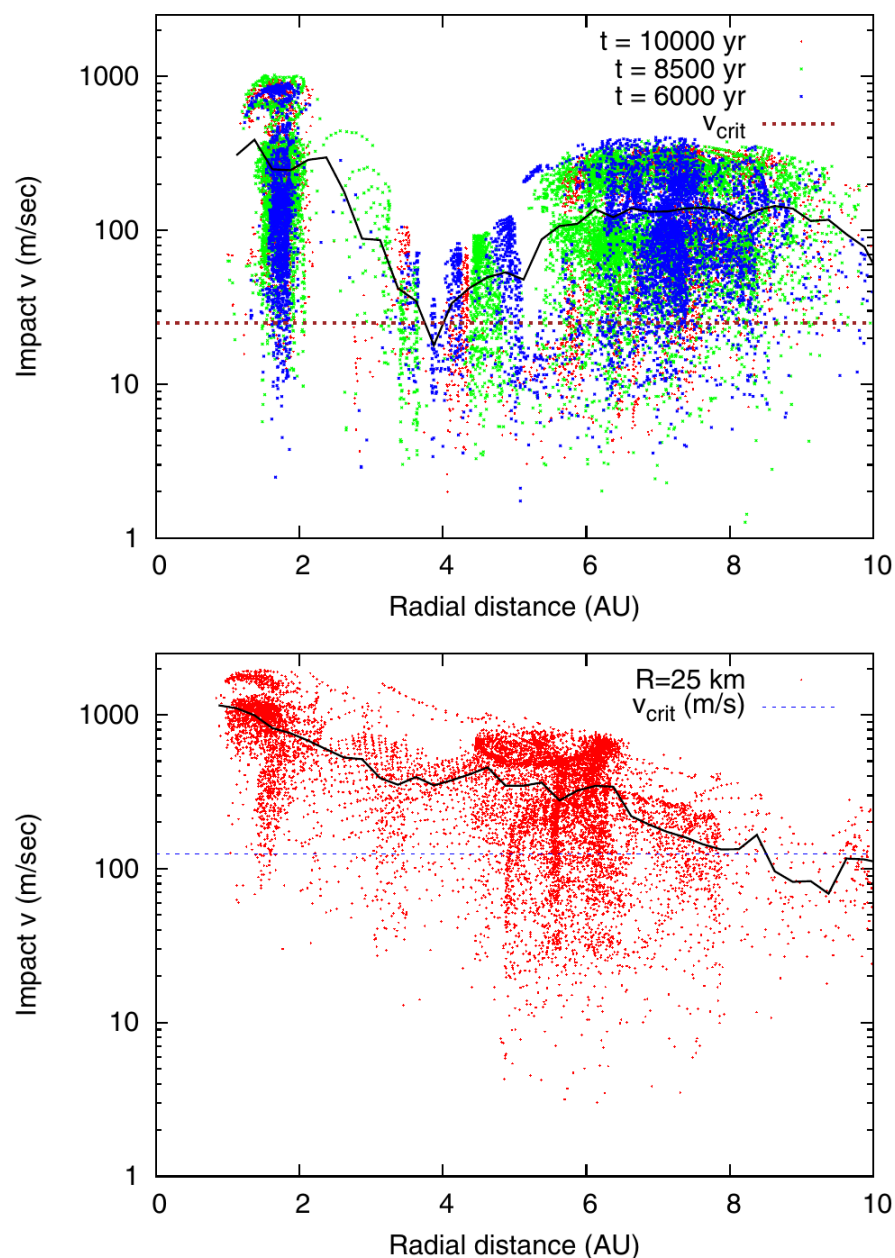 t = 10000 yr
t = 8500 yr
t = 6000 yr
v_crit
1000
100
10
1
Impact v (m/sec)
0 2 4 6 8 10
Radial distance (AU)
R=25 km
v_crit (m/s)
1000
100
10
1
Impact v (m/sec)
0 2 4 6 8 10
Radial distance (AU)